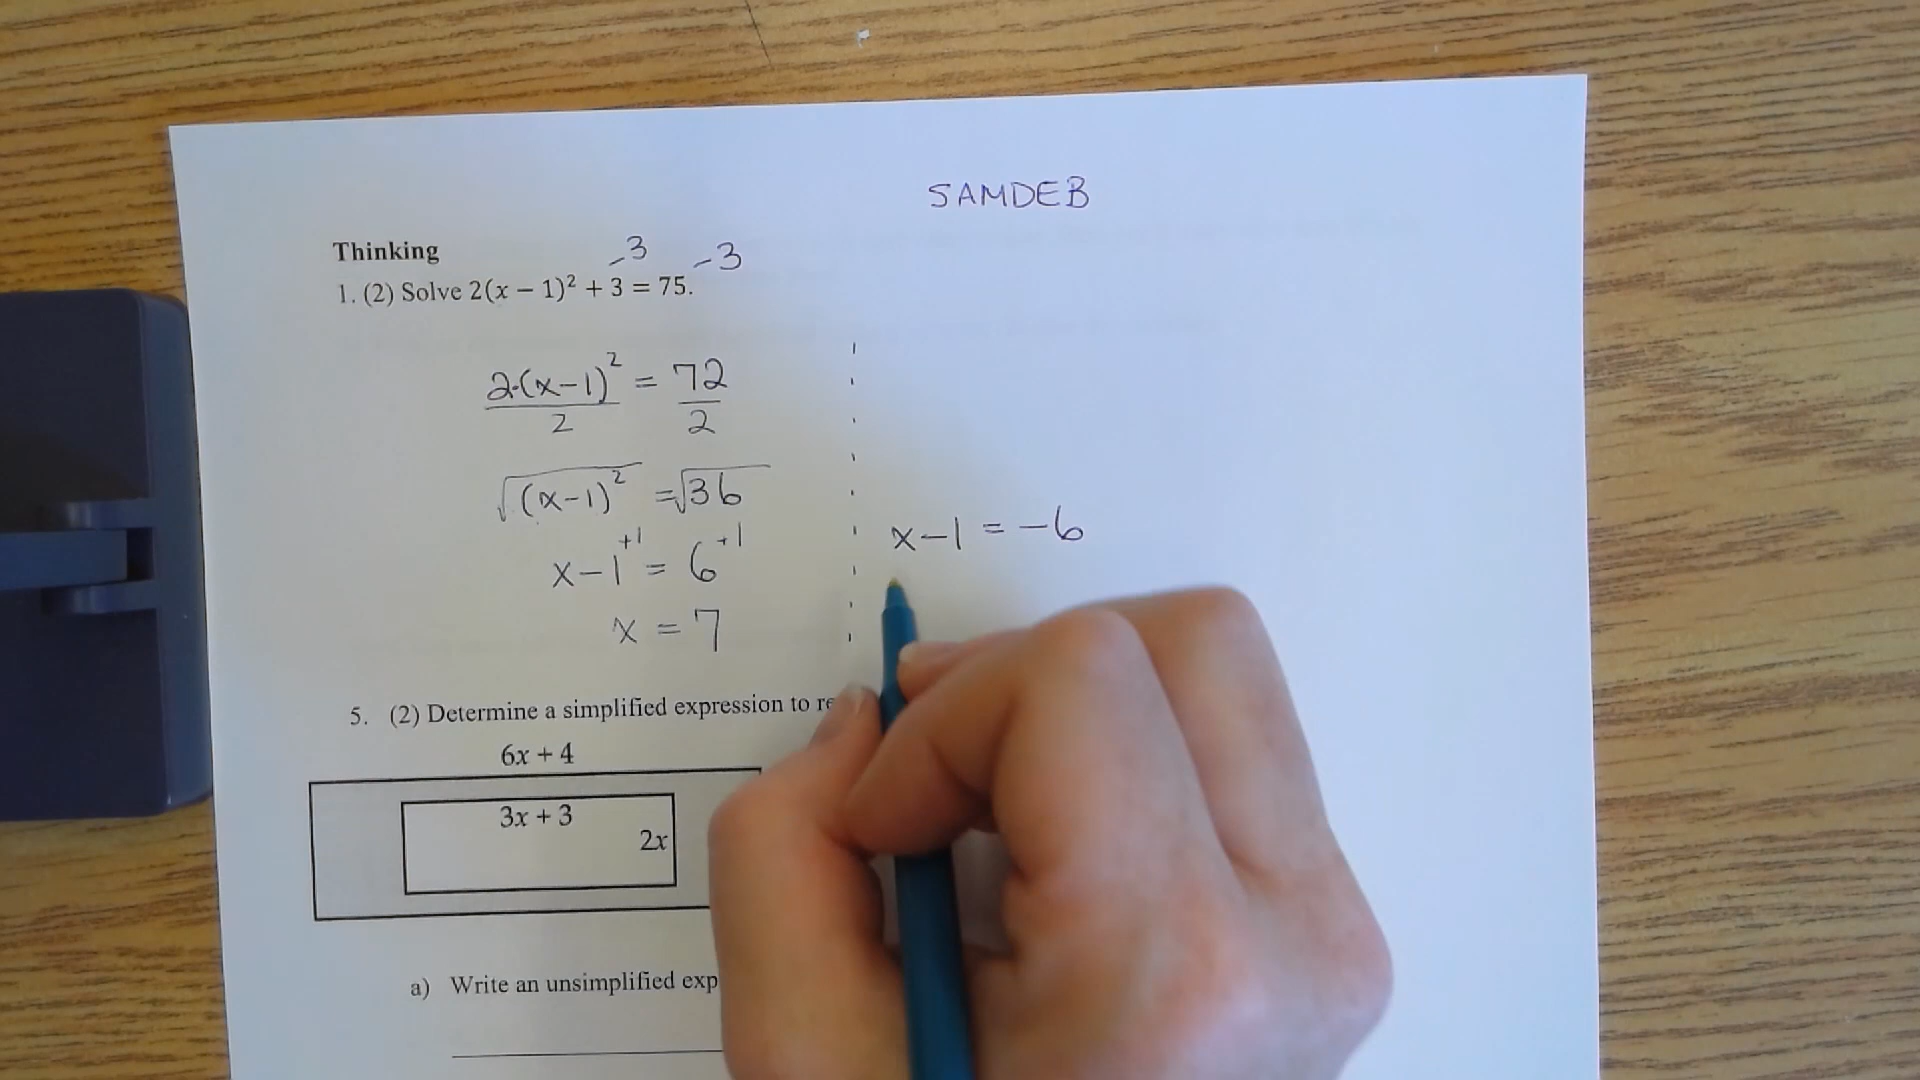 SAMDEB
Thinking
-3 -3
1. (2) Solve 2(x − 1)² + 3 = 75.
2·(x-1)² = 72
2 2
√(x-1)² = √36
x-1 = -6
+1 +1
x-1 = 6
x = 7
5. (2) Determine a simplified expression to
6x + 4
3x + 3
2x
a) Write an unsimplified